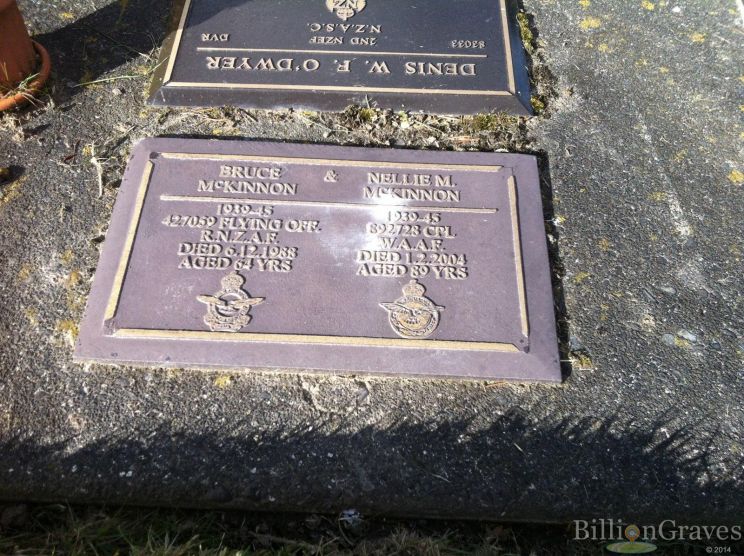 DENIS W. F. O'DWYER
83033 2ND NZEF DVR
N.Z.A.S.C.
NZ
BRUCE & NELLIE M.
McKINNON McKINNON
1939-45 1939-45
427059 FLYING OFF. 892728 CPL.
R.N.Z.A.F. W.A.A.F.
DIED 6.12.1988 DIED 1.2.2004
AGED 64 YRS AGED 89 YRS
BillionGraves
© 2014